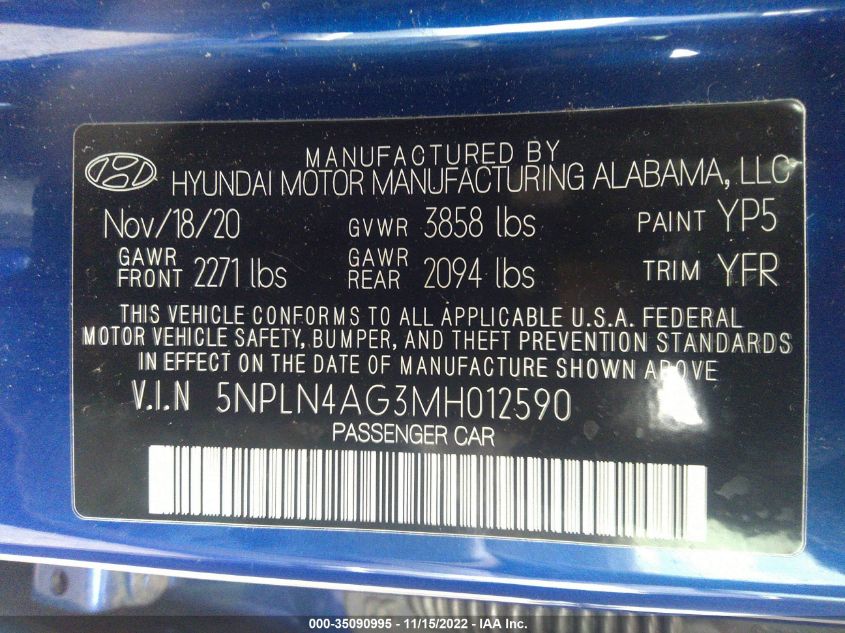 MANUFACTURED BY
HYUNDAI MOTOR MANUFACTURING ALABAMA, LLC
Nov/18/20 GVWR 3858 lbs PAINT YP5
GAWR FRONT 2271 lbs GAWR REAR 2094 lbs TRIM YFR
THIS VEHICLE CONFORMS TO ALL APPLICABLE U.S.A. FEDERAL
MOTOR VEHICLE SAFETY, BUMPER, AND THEFT PREVENTION STANDARDS
IN EFFECT ON THE DATE OF MANUFACTURE SHOWN ABOVE
V.I.N 5NPLN4AG3MH012590
PASSENGER CAR
000-35090995 - 11/15/2022 - IAA Inc.